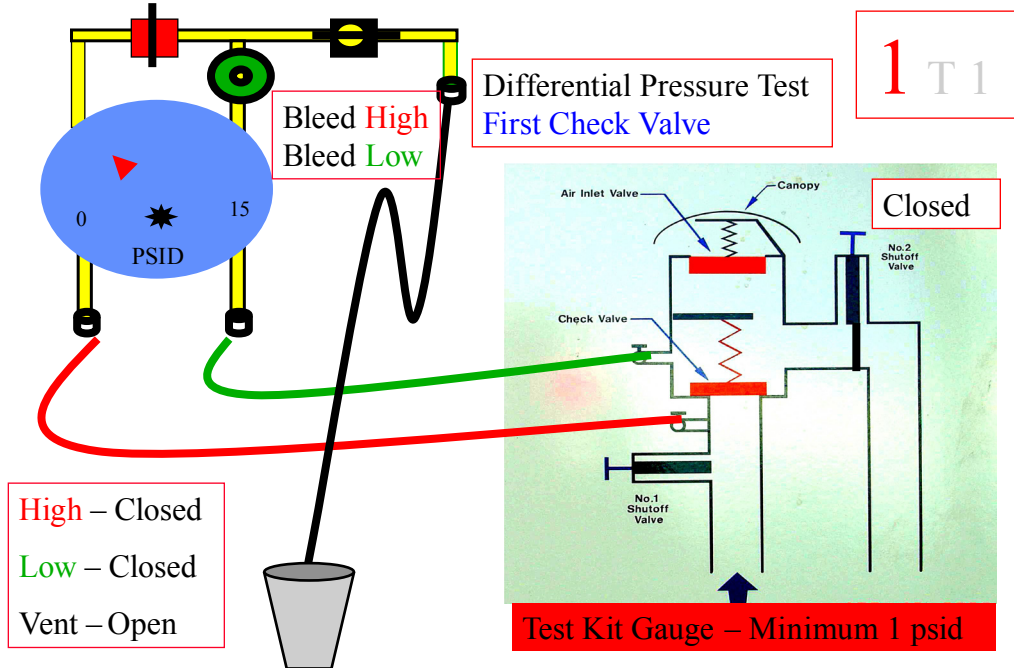 1 T 1
Differential Pressure Test
First Check Valve
Bleed High
Bleed Low
0
15
PSID
Canopy
Air Inlet Valve
Closed
No.2
Shutoff
Valve
Check Valve
No.1
Shutoff
Valve
High – Closed
Low – Closed
Vent – Open
Test Kit Gauge – Minimum 1 psid